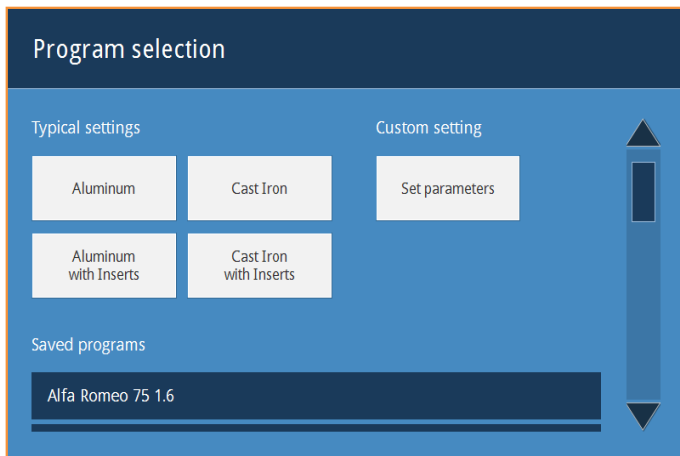 Program selection
Typical settings
Custom setting
Aluminum
Cast Iron
Set parameters
Aluminum
with Inserts
Cast Iron
with Inserts
Saved programs
Alfa Romeo 75 1.6